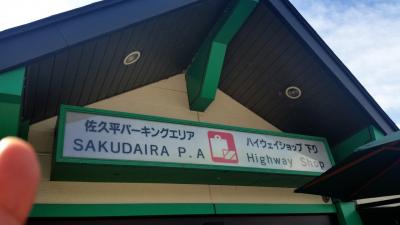 佐久平パーキングエリア
SAKUDAIRA P.A
ハイウェイショップ 下り
Highway Shop